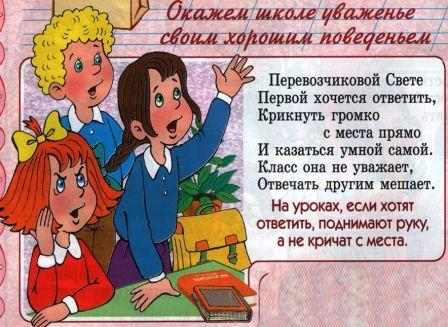 Окажем школе уваженье
своим хорошим поведеньем
Перевозчиковой Свете
Первой хочется ответить,
Крикнуть громко
с места прямо
И казаться умной самой.
Класс она не уважает,
Отвечать другим мешает.
На уроках, если хотят
ответить, поднимают руку,
а не кричат с места.